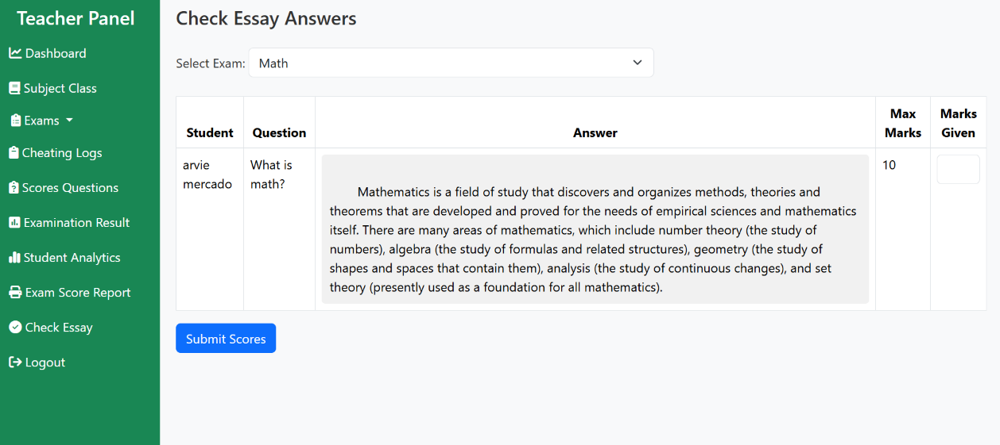 Teacher Panel
Dashboard
Subject Class
Exams
Cheating Logs
Scores Questions
Examination Result
Student Analytics
Exam Score Report
Check Essay
Logout
Check Essay Answers
Select Exam: Math
Student Question Answer Max Marks Marks Given
arvie
mercado
What is
math?
Mathematics is a field of study that discovers and organizes methods, theories and
theorems that are developed and proved for the needs of empirical sciences and mathematics
itself. There are many areas of mathematics, which include number theory (the study of
numbers), algebra (the study of formulas and related structures), geometry (the study of
shapes and spaces that contain them), analysis (the study of continuous changes), and set
theory (presently used as a foundation for all mathematics).
10
Submit Scores